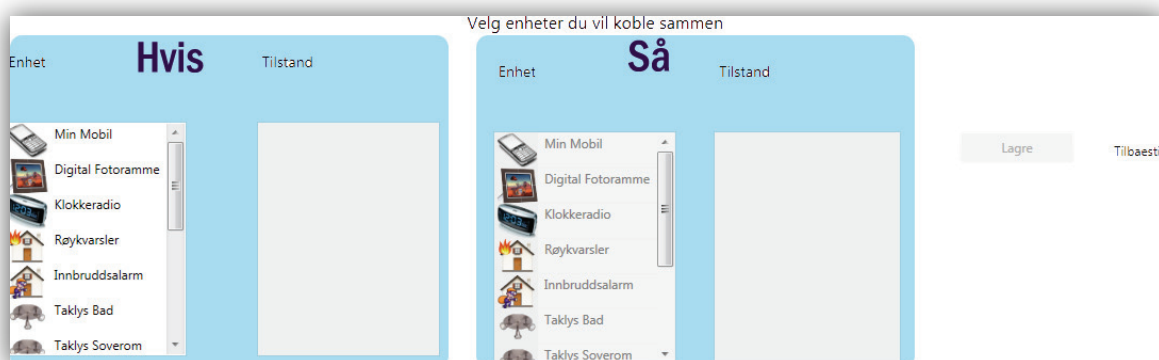 Velg enheter du vil koble sammen
Hvis
Enhet
Tilstand
Min Mobil
Digital Fotoramme
Klokkeradio
Røykvarsler
Innbruddsalarm
Taklys Bad
Taklys Soverom
Så
Enhet
Tilstand
Min Mobil
Digital Fotoramme
Klokkeradio
Røykvarsler
Innbruddsalarm
Taklys Bad
Taklys Soverom
Lagre